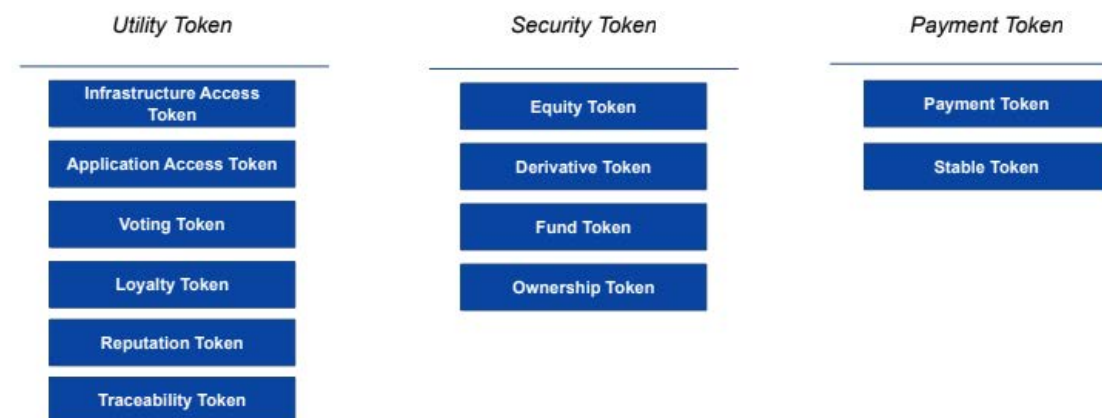 Utility Token
Infrastructure Access
Token
Application Access Token
Voting Token
Loyalty Token
Reputation Token
Traceability Token
Security Token
Equity Token
Derivative Token
Fund Token
Ownership Token
Payment Token
Payment Token
Stable Token